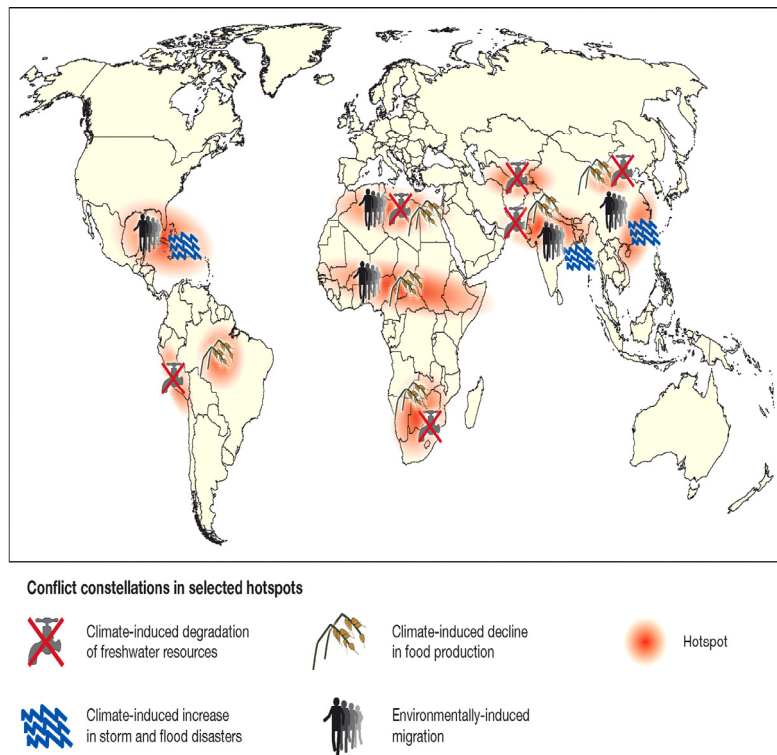 Conflict constellations in selected hotspots
Climate-induced degradation
of freshwater resources
Climate-induced decline
in food production
Hotspot
Climate-induced increase
in storm and flood disasters
Environmentally-induced
migration